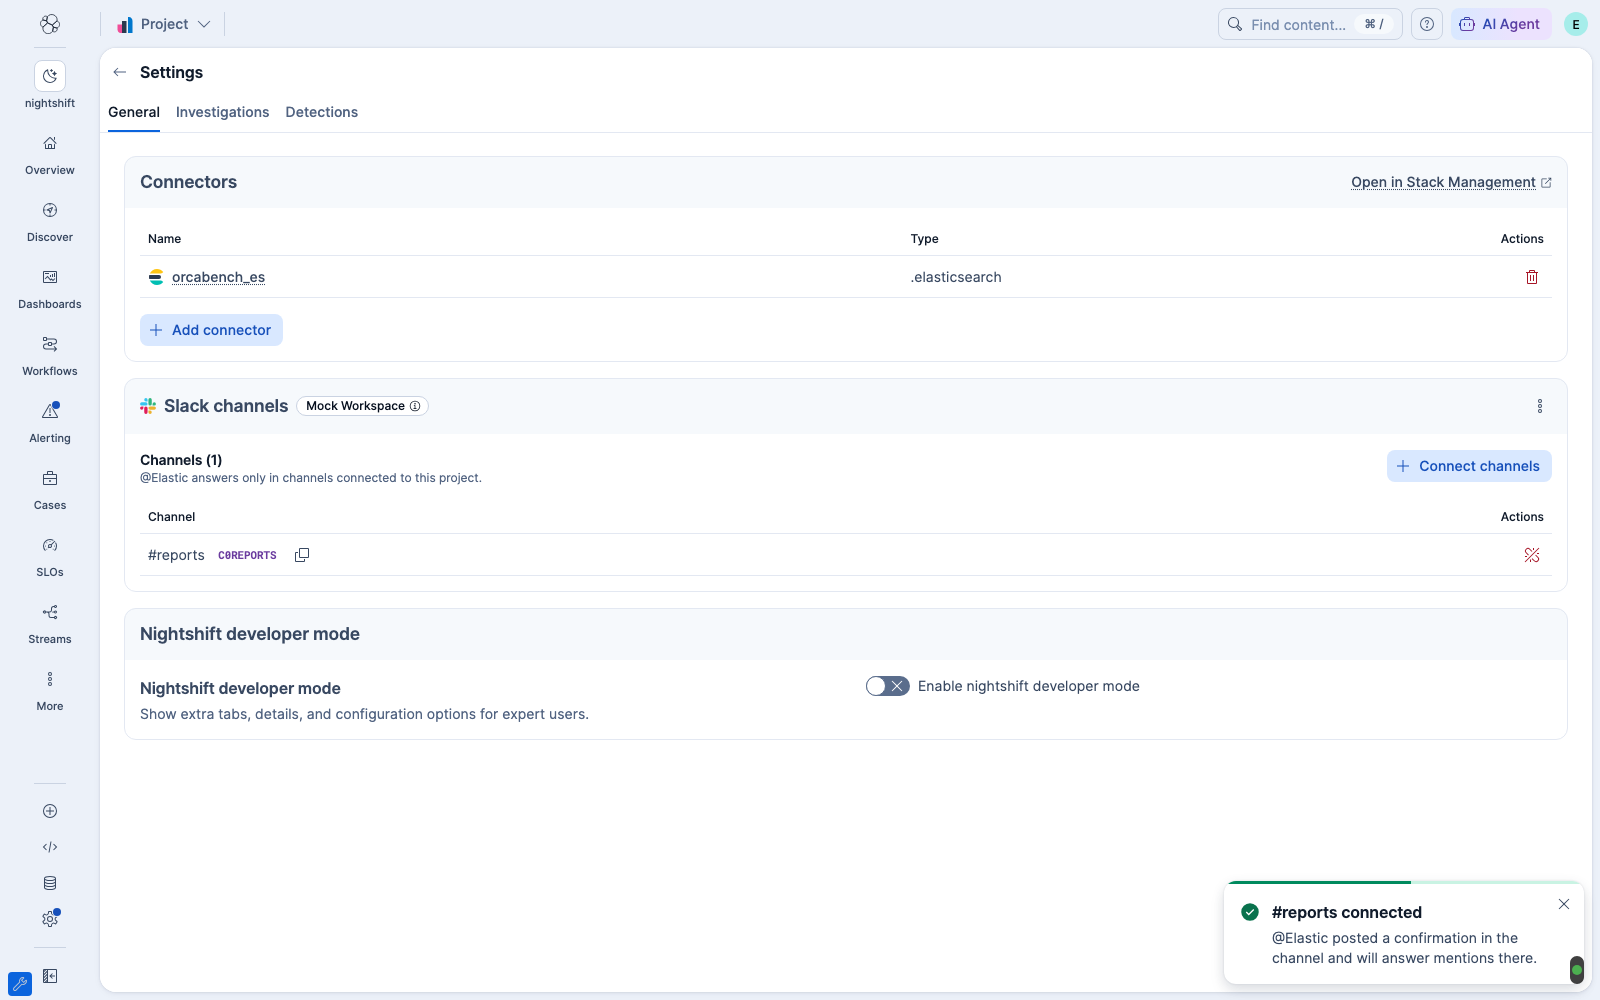 Project
Find content...
⌘ /
AI Agent
E
nightshift
Overview
Discover
Dashboards
Workflows
Alerting
Cases
SLOs
Streams
More
Settings
General
Investigations
Detections
Connectors
Open in Stack Management
Name
Type
Actions
orcabench_es
.elasticsearch
Add connector
Slack channels
Mock Workspace
Channels (1)
@Elastic answers only in channels connected to this project.
Connect channels
Channel
Actions
#reports
C0REPORTS
Nightshift developer mode
Nightshift developer mode
Show extra tabs, details, and configuration options for expert users.
Enable nightshift developer mode
#reports connected
@Elastic posted a confirmation in the
channel and will answer mentions there.